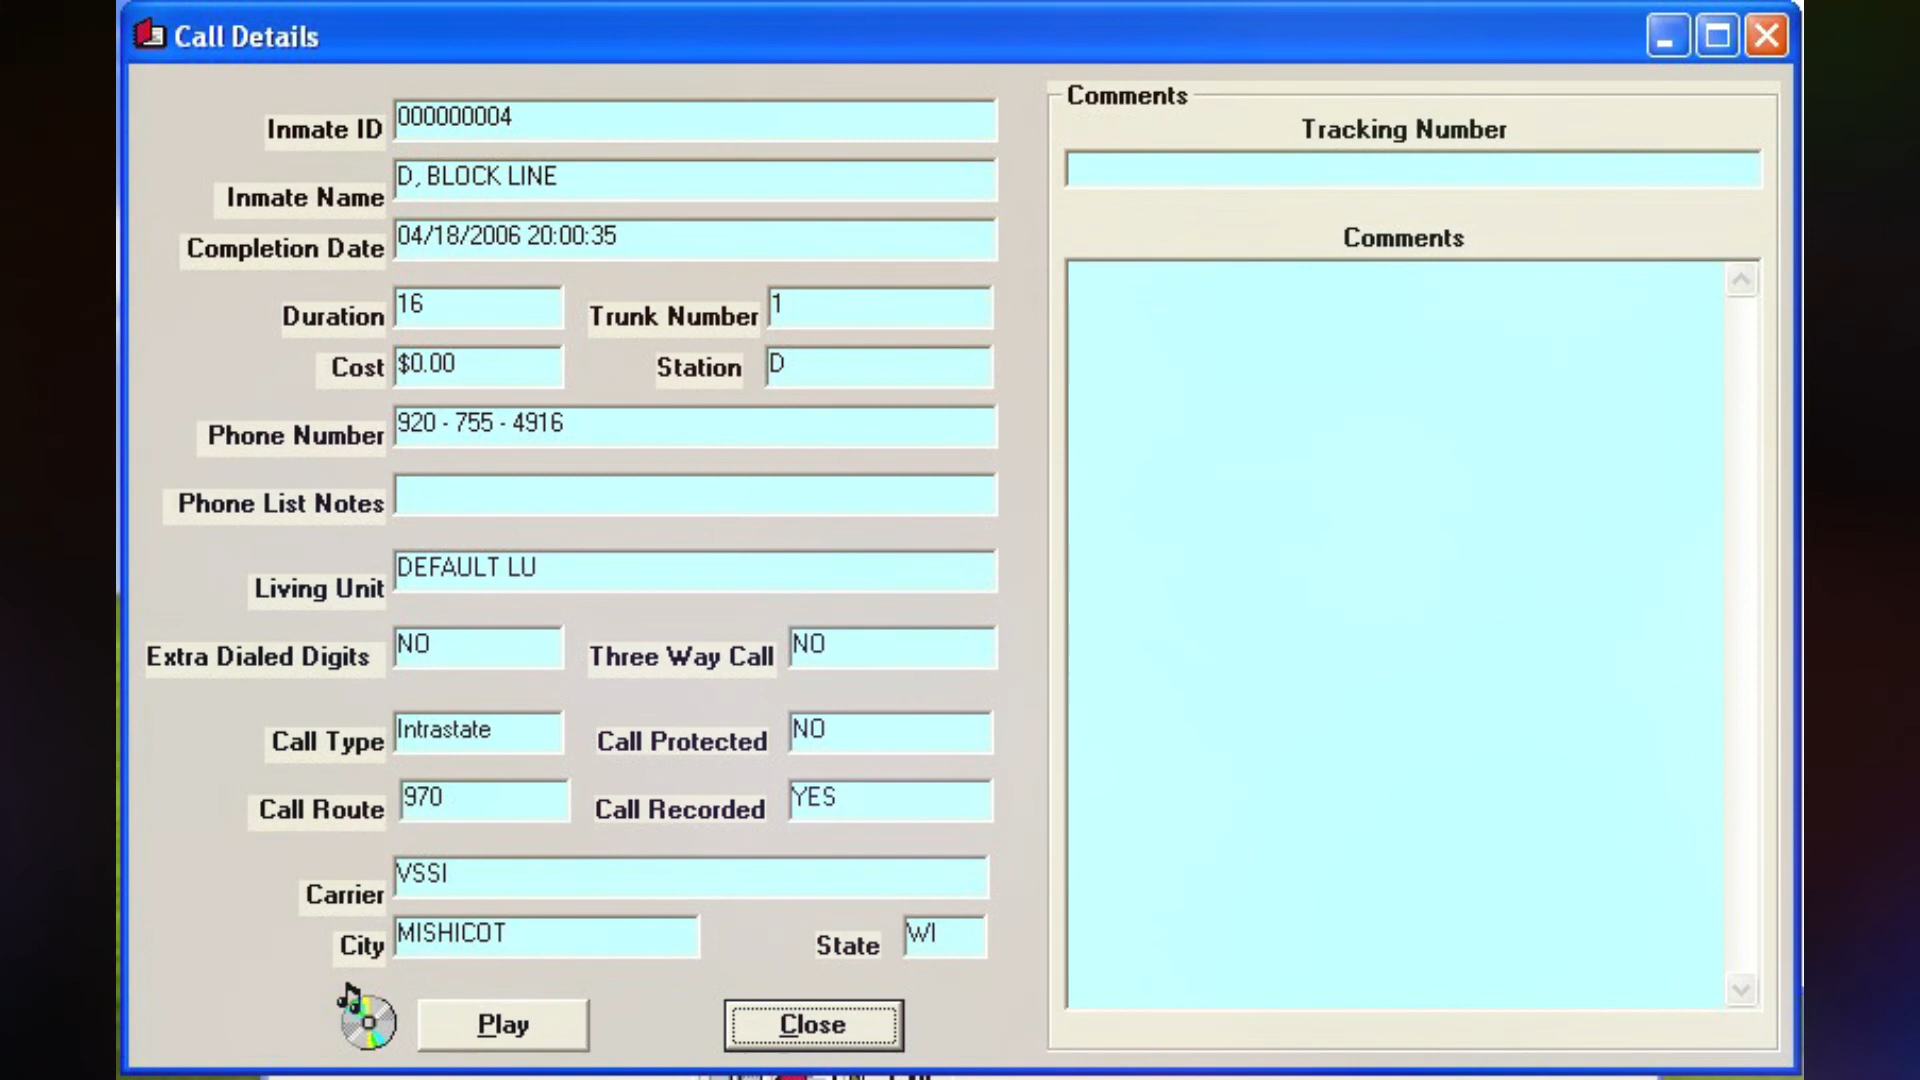 Call Details
Inmate ID 000000004
Inmate Name D, BLOCK LINE
Completion Date 04/18/2006 20:00:35
Duration 16 Trunk Number 1
Cost $0.00 Station D
Phone Number 920 - 755 - 4916
Phone List Notes
Living Unit DEFAULT LU
Extra Dialed Digits NO Three Way Call NO
Call Type Intrastate Call Protected NO
Call Route 970 Call Recorded YES
Carrier VSSI
City MISHICOT State WI
Play Close
Comments
Tracking Number
Comments